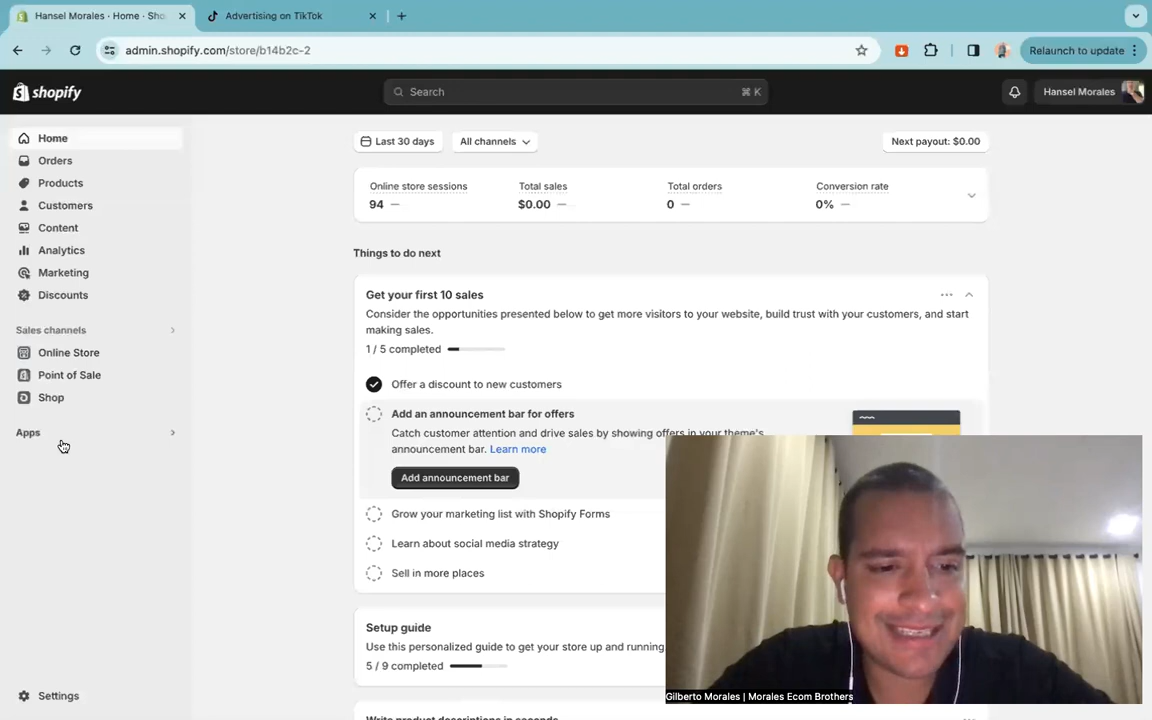 Hansel Morales · Home · Sho
Advertising on TikTok
admin.shopify.com/store/b14b2c-2
Relaunch to update
shopify
Search
⌘ K
Hansel Morales
Home
Orders
Products
Customers
Content
Analytics
Marketing
Discounts
Sales channels
Online Store
Point of Sale
Shop
Apps
Settings
Last 30 days
All channels
Next payout: $0.00
Online store sessions
Total sales
Total orders
Conversion rate
94 —
$0.00 —
0 —
0% —
Things to do next
Get your first 10 sales
Consider the opportunities presented below to get more visitors to your website, build trust with your customers, and start
making sales.
1 / 5 completed
Offer a discount to new customers
Add an announcement bar for offers
Catch customer attention and drive sales by showing offers in your theme's
announcement bar. Learn more
Add announcement bar
Grow your marketing list with Shopify Forms
Learn about social media strategy
Sell in more places
Setup guide
Use this personalized guide to get your store up and running.
5 / 9 completed
Write product descriptions in seconds
Gilberto Morales | Morales Ecom Brothers